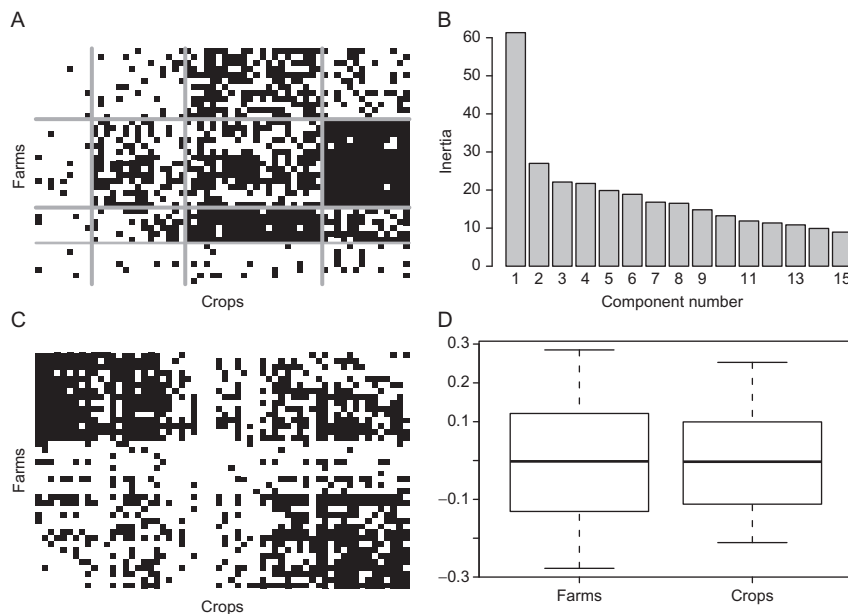 A
Farms
Crops
B
Inertia
60
50
40
30
20
10
0
1 2 3 4 5 6 7 8 9 11 13 15
Component number
C
Farms
Crops
D
0.3
0.2
0.1
−0.1
−0.3
Farms Crops